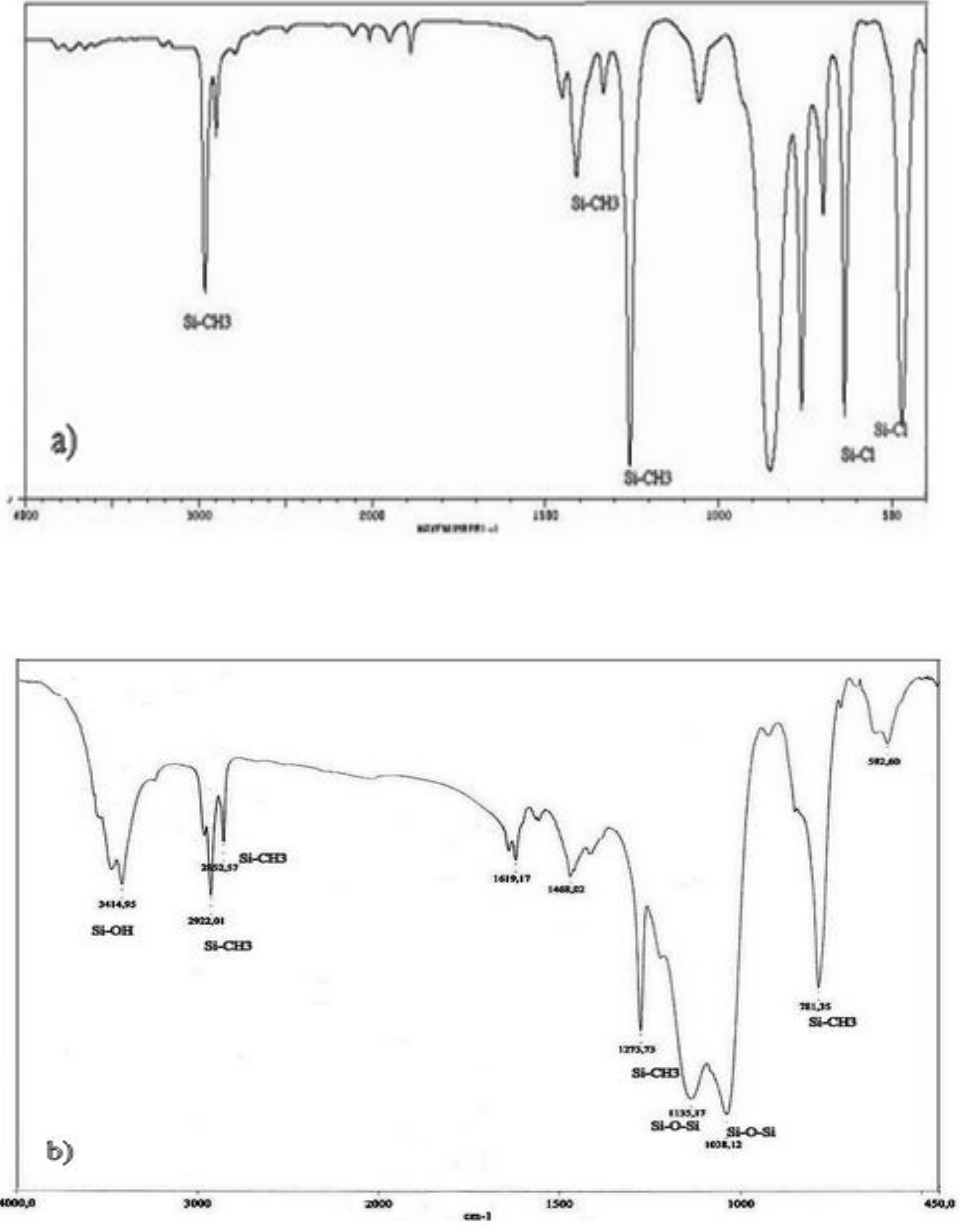 Si-CH3
Si-CH3
Si-CH3
Si-Cl
Si-Cl
a)
4000 3000 2000 1500 1000 500
3414,95
Si-OH
2922,01
Si-CH3
2852,57
Si-CH3
1619,17
1468,02
1273,73
Si-CH3
1135,17
Si-O-Si
1038,12
Si-O-Si
781,35
Si-CH3
592,60
b)
4000,0 3000 2000 1500 1000 450,0
cm-1